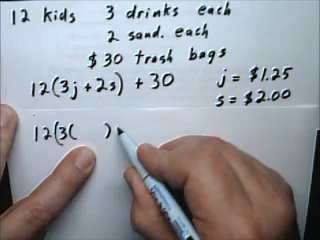 12 kids 3 drinks each
2 sand. each
$30 trash bags
12(3j+2s) + 30
j = $1.25
s = $2.00
12(3( )